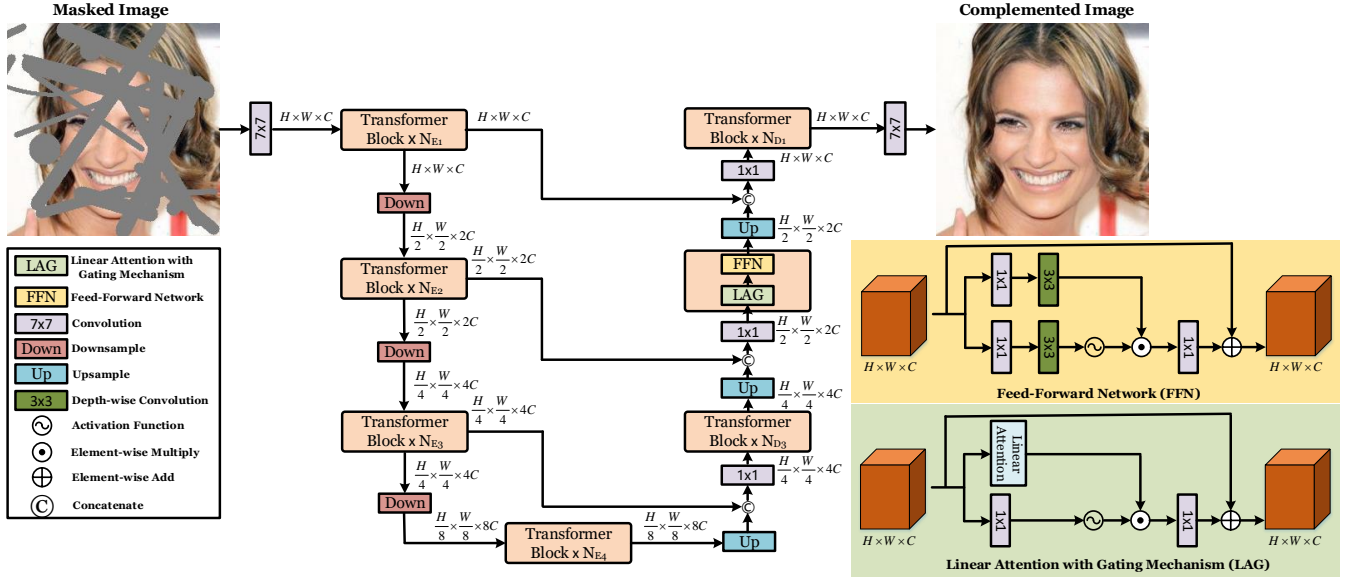 Masked Image
Complemented Image
7x7
H×W×C
Transformer
Block x N_E1
H×W×C
H×W×C
Down
H/2 × W/2 × 2C
Transformer
Block x N_E2
H/2 × W/2 × 2C
H/2 × W/2 × 2C
Down
H/4 × W/4 × 4C
Transformer
Block x N_E3
H/4 × W/4 × 4C
H/4 × W/4 × 4C
Down
H/8 × W/8 × 8C
Transformer
Block x N_E4
H/8 × W/8 × 8C
Up
C
1x1
H/4 × W/4 × 4C
Transformer
Block x N_D3
H/4 × W/4 × 4C
Up
C
1x1
H/2 × W/2 × 2C
LAG
FFN
H/2 × W/2 × 2C
Up
C
1x1
H×W×C
Transformer
Block x N_D1
H×W×C
7x7
LAG
Linear Attention with
Gating Mechanism
FFN
Feed-Forward Network
7x7
Convolution
Down
Downsample
Up
Upsample
3x3
Depth-wise Convolution
Activation Function
Element-wise Multiply
Element-wise Add
C
Concatenate
H×W×C
1x1
3x3
1x1
3x3
1x1
H×W×C
Feed-Forward Network (FFN)
H×W×C
Linear
Attention
1x1
1x1
H×W×C
Linear Attention with Gating Mechanism (LAG)